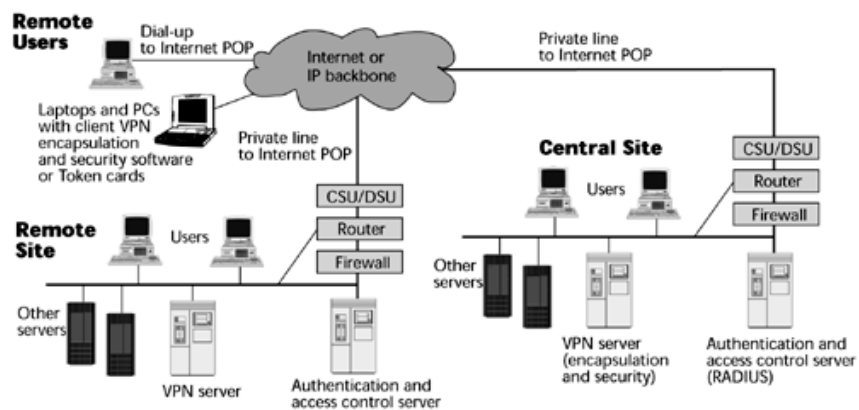 Remote
Users
Dial-up
to Internet POP
Internet or
IP backbone
Private line
to Internet POP
Laptops and PCs
with client VPN
encapsulation
and security software
or Token cards
Private line
to Internet POP
Central Site
CSU/DSU
Router
Firewall
Users
Other
servers
VPN server
(encapsulation
and security)
Authentication and
access control server
(RADIUS)
CSU/DSU
Router
Firewall
Remote
Site
Users
Other
servers
VPN server
Authentication and
access control server